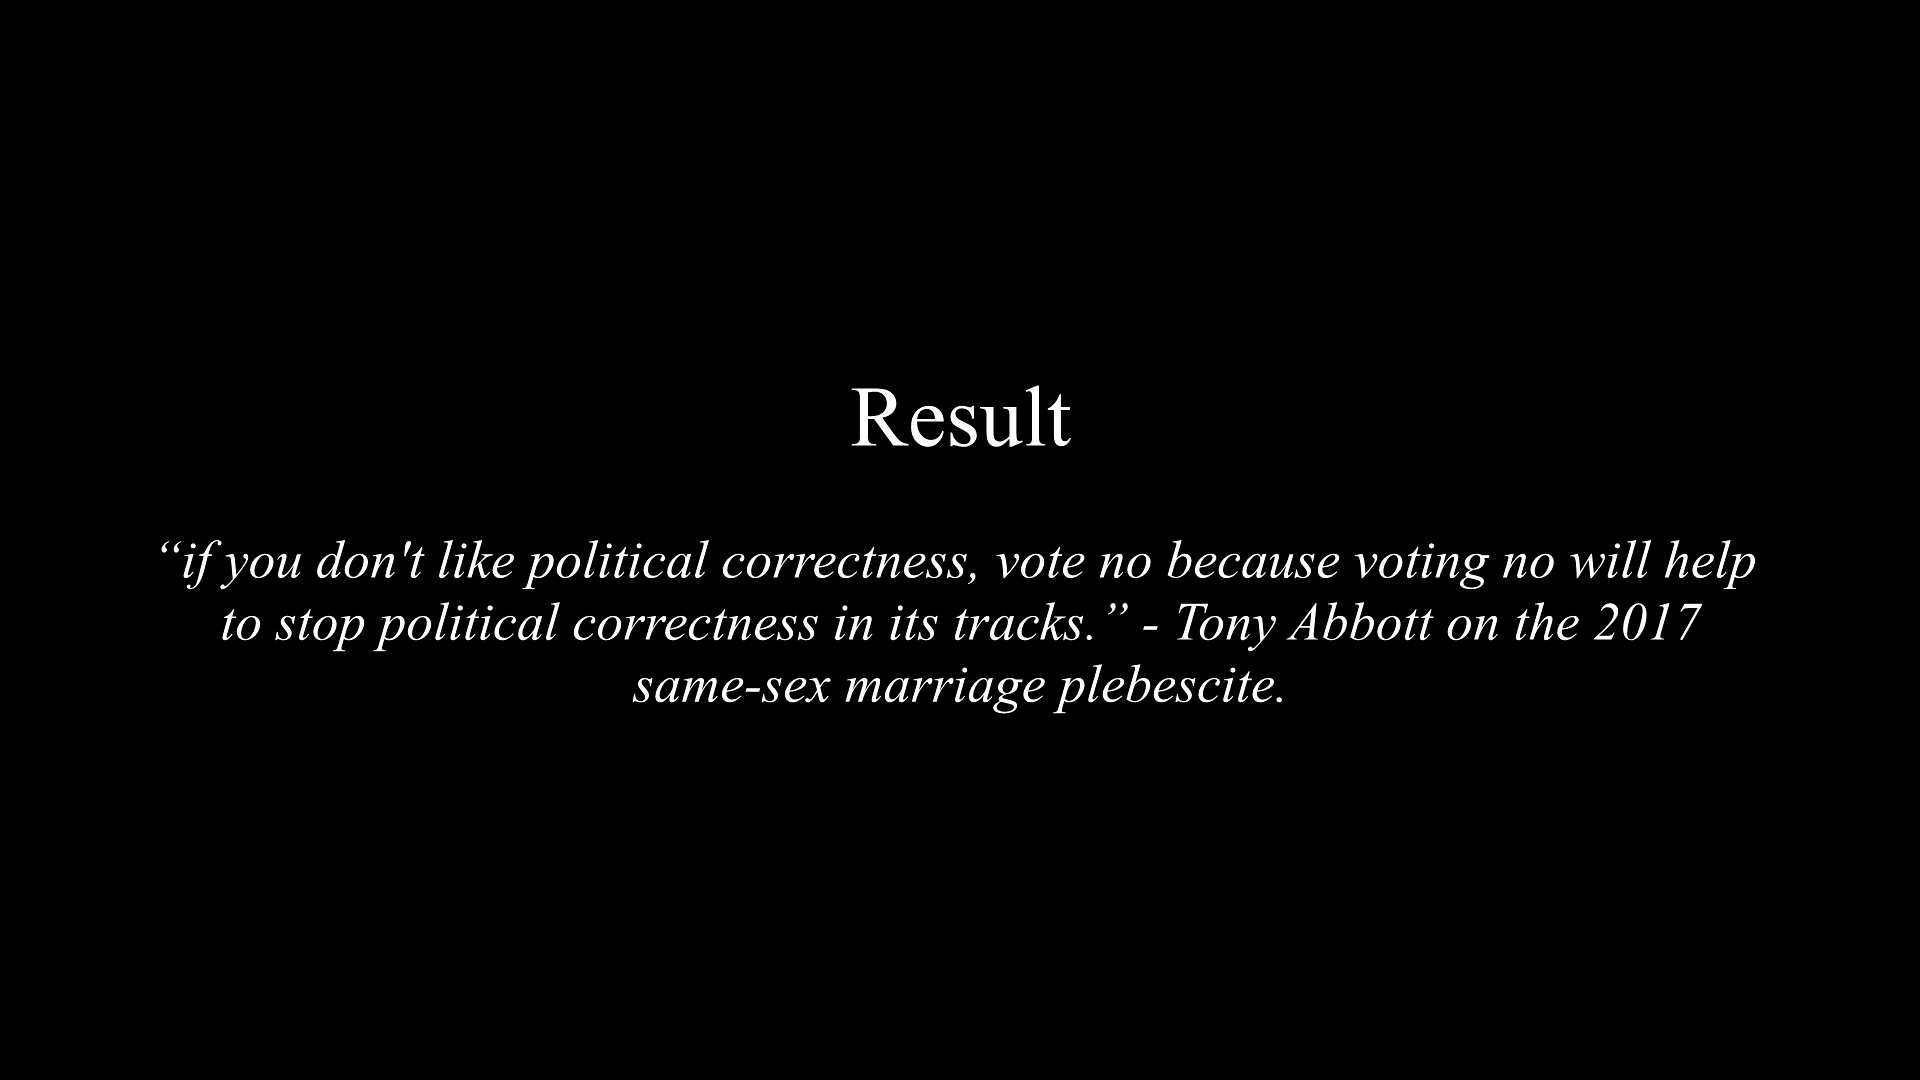 Result
“if you don't like political correctness, vote no because voting no will help
to stop political correctness in its tracks.” - Tony Abbott on the 2017
same-sex marriage plebescite.